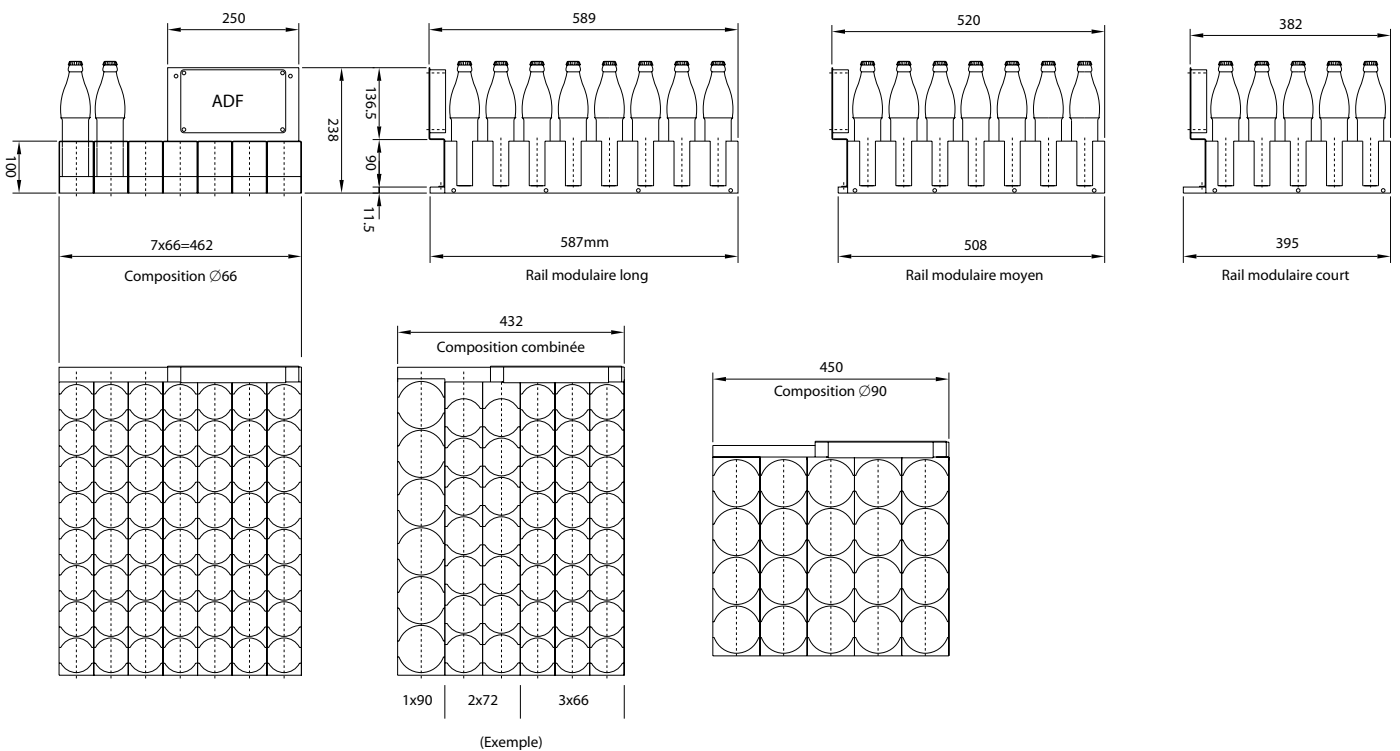 250
589
520
382
ADF
100
238
136.5
90
11.5
7x66=462
587mm
508
395
Composition ∅66
Rail modulaire long
Rail modulaire moyen
Rail modulaire court
432
Composition combinée
450
Composition ∅90
1x90
2x72
3x66
(Exemple)